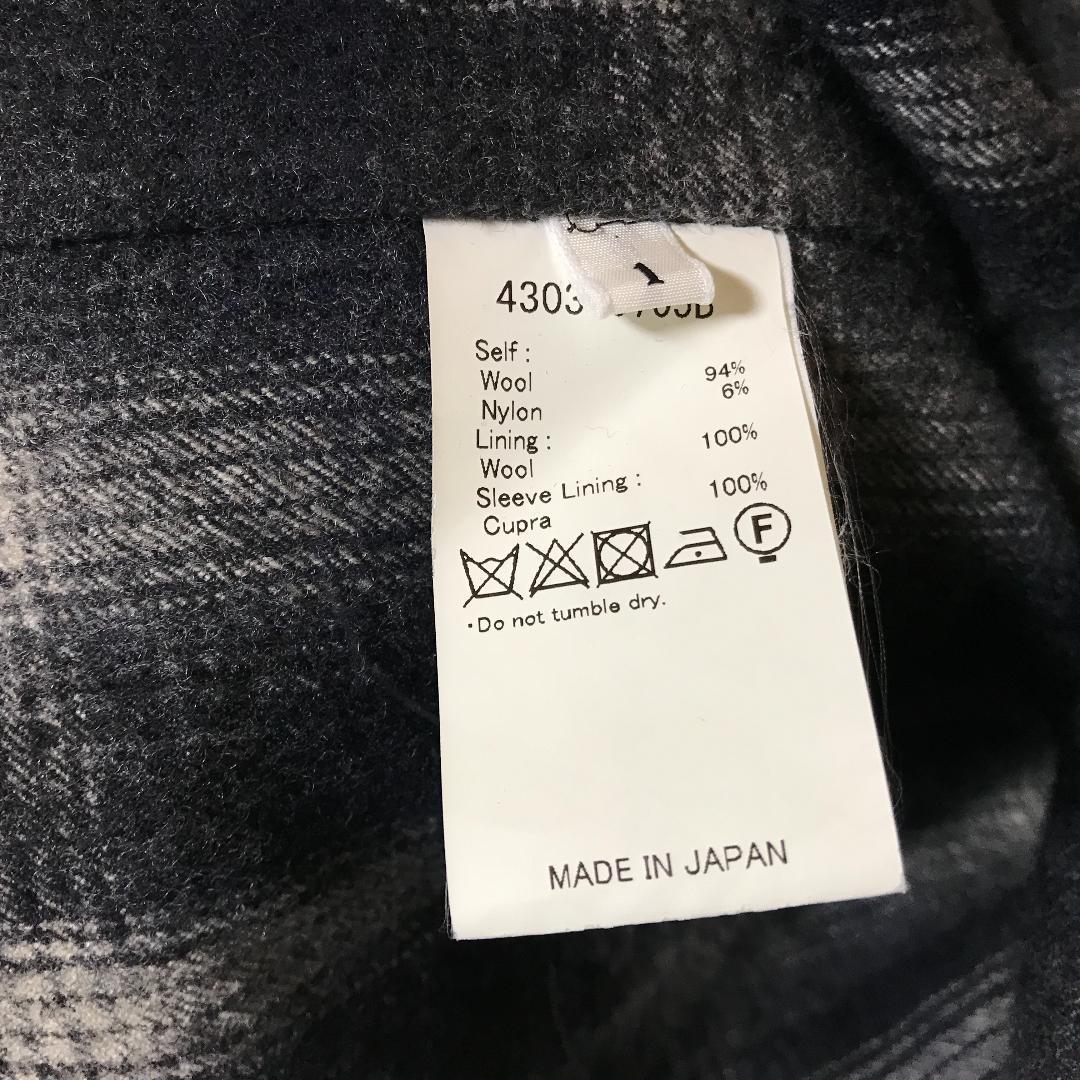 1
4303
Self :
Wool 94%
Nylon 6%
Lining :
Wool 100%
Sleeve Lining :
Cupra 100%
F
・Do not tumble dry.
MADE IN JAPAN